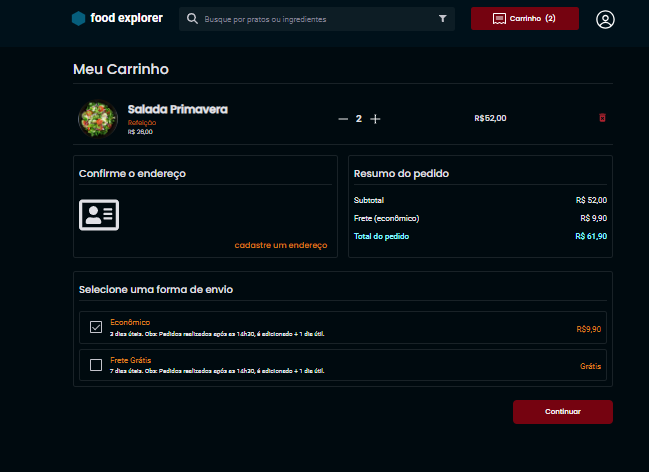 food explorer
Busque por pratos ou ingredientes
Carrinho (2)
Meu Carrinho
Salada Primavera
Refeição
R$ 26,00
2
R$52,00
Confirme o endereço
cadastre um endereço
Resumo do pedido
Subtotal R$ 52,00
Frete (econômico) R$ 9,90
Total do pedido R$ 61,90
Selecione uma forma de envio
Econômico
3 dias úteis. Obs: Pedidos realizados após as 14h30, é adicionado + 1 dia útil.
R$9,90
Frete Grátis
7 dias úteis. Obs: Pedidos realizados após as 14h30, é adicionado + 1 dia útil.
Grátis
Continuar